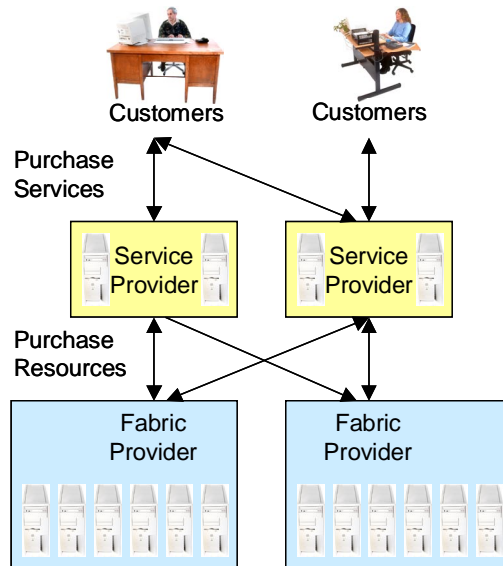 Customers
Customers
Purchase
Services
Service
Provider
Service
Provider
Purchase
Resources
Fabric
Provider
Fabric
Provider